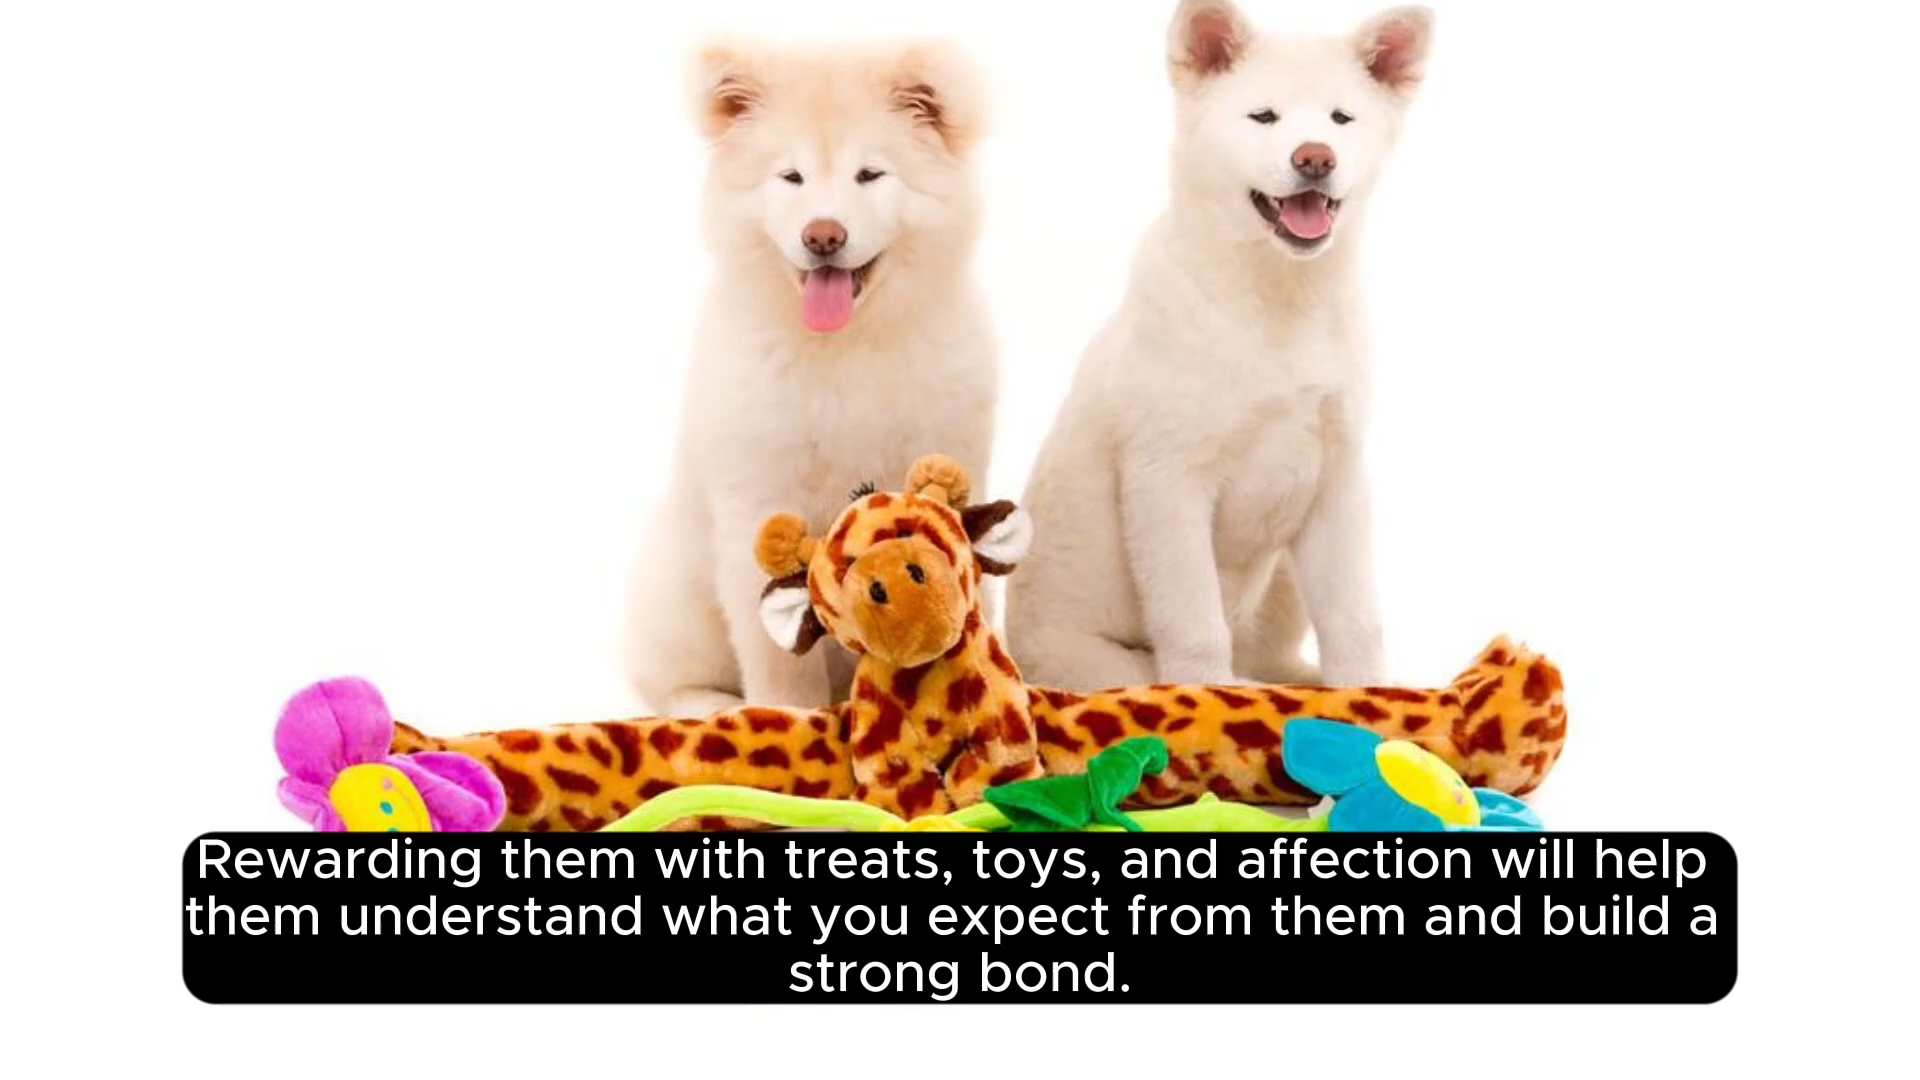 Rewarding them with treats, toys, and affection will help
them understand what you expect from them and build a
strong bond.